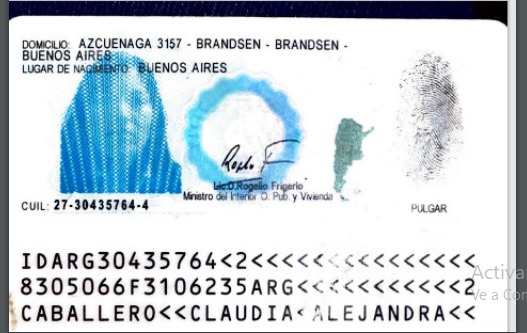 DOMICILIO: AZCUENAGA 3157 - BRANDSEN - BRANDSEN -
BUENOS AIRES
LUGAR DE NACIMIENTO: BUENOS AIRES
Lic.D.Rogelio Frigerio
Ministro del Interior O. Pub. y Vivienda
CUIL: 27-30435764-4
PULGAR
IDARG30435764<2<<<<<<<<<<<<<<<
8305066F3106235ARG<<<<<<<<<<<2
CABALLERO<<CLAUDIA<ALEJANDRA<<
Activa
Ve a Con